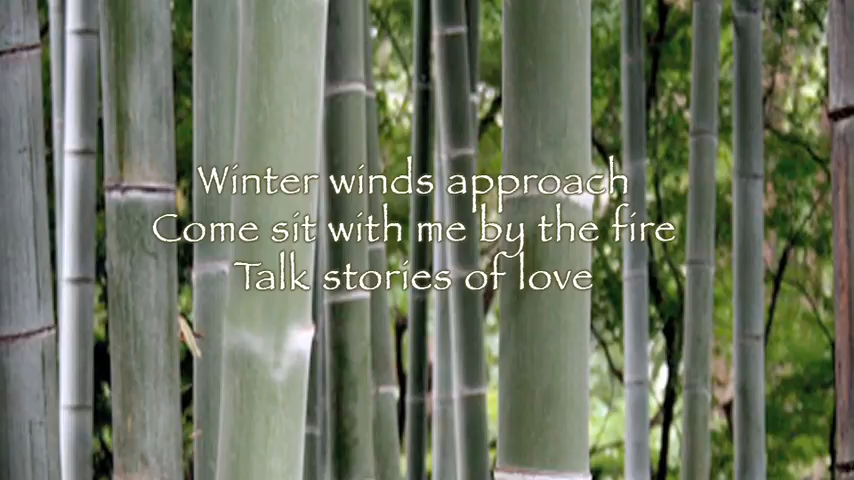 Winter winds approach
Come sit with me by the fire
Talk stories of love